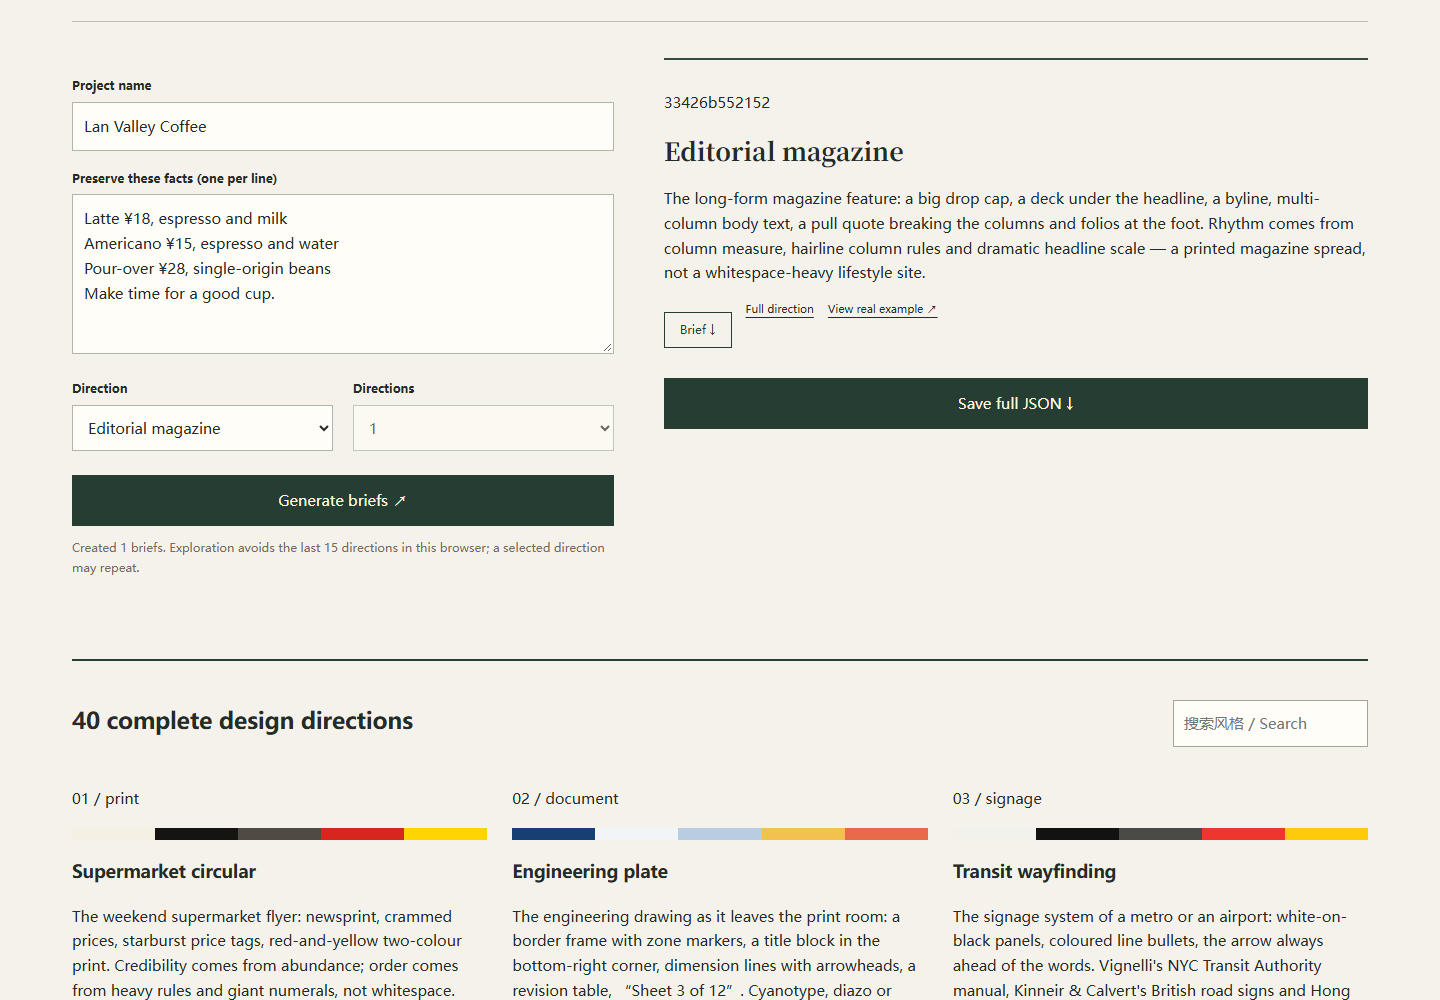 Project name
Lan Valley Coffee
Preserve these facts (one per line)
Latte ¥18, espresso and milk
Americano ¥15, espresso and water
Pour-over ¥28, single-origin beans
Make time for a good cup.
Direction
Directions
Editorial magazine
1
Generate briefs ↗
Created 1 briefs. Exploration avoids the last 15 directions in this browser; a selected direction
may repeat.
33426b552152
Editorial magazine
The long-form magazine feature: a big drop cap, a deck under the headline, a byline, multi-
column body text, a pull quote breaking the columns and folios at the foot. Rhythm comes from
column measure, hairline column rules and dramatic headline scale — a printed magazine spread,
not a whitespace-heavy lifestyle site.
Brief ↓
Full direction
View real example ↗
Save full JSON ↓
40 complete design directions
搜索风格 / Search
01 / print
Supermarket circular
The weekend supermarket flyer: newsprint, crammed
prices, starburst price tags, red-and-yellow two-colour
print. Credibility comes from abundance; order comes
from heavy rules and giant numerals, not whitespace.
02 / document
Engineering plate
The engineering drawing as it leaves the print room: a
border frame with zone markers, a title block in the
bottom-right corner, dimension lines with arrowheads, a
revision table, “Sheet 3 of 12”. Cyanotype, diazo or
03 / signage
Transit wayfinding
The signage system of a metro or an airport: white-on-
black panels, coloured line bullets, the arrow always
ahead of the words. Vignelli's NYC Transit Authority
manual, Kinneir & Calvert's British road signs and Hong